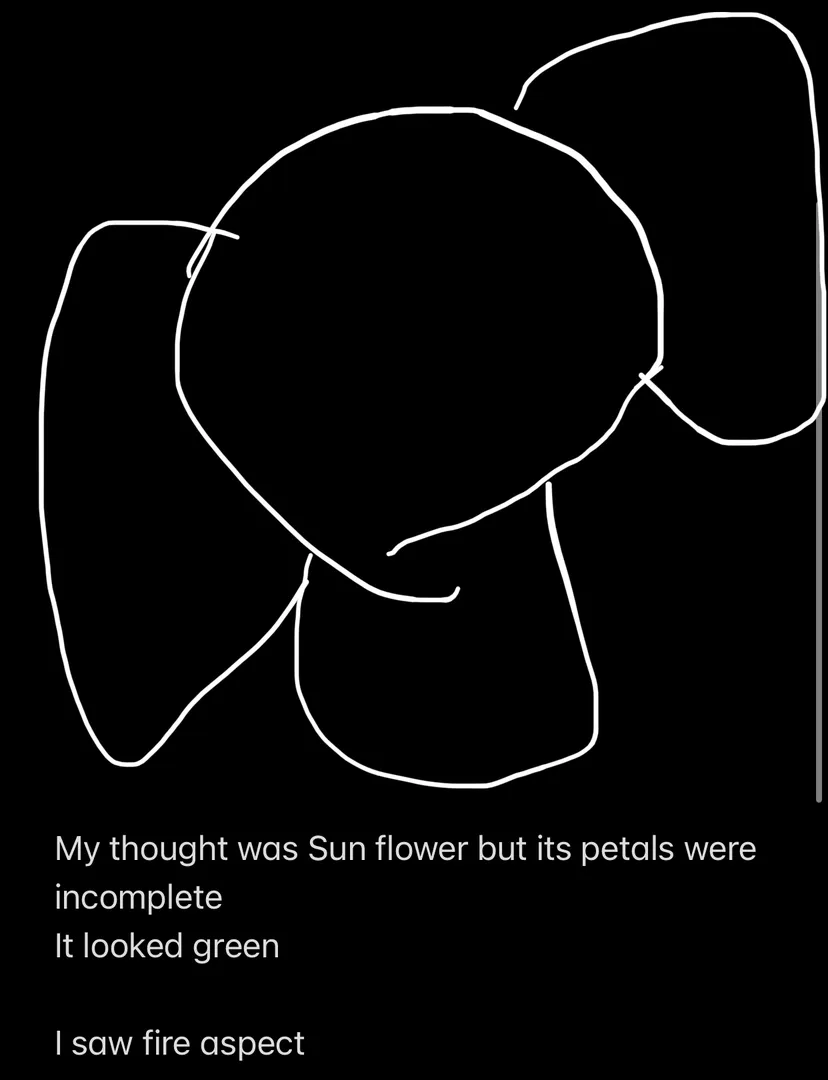 My thought was Sun flower but its petals were
incomplete
It looked green
I saw fire aspect